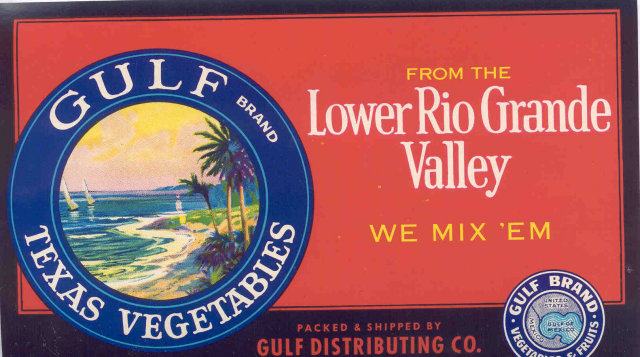 GULF BRAND
TEXAS VEGETABLES
FROM THE
Lower Rio Grande
Valley
WE MIX 'EM
PACKED & SHIPPED BY
GULF DISTRIBUTING CO.
· GULF BRAND ·
FRUITS
UNITED
STATES
MEXICO
GULF OF
MEXICO